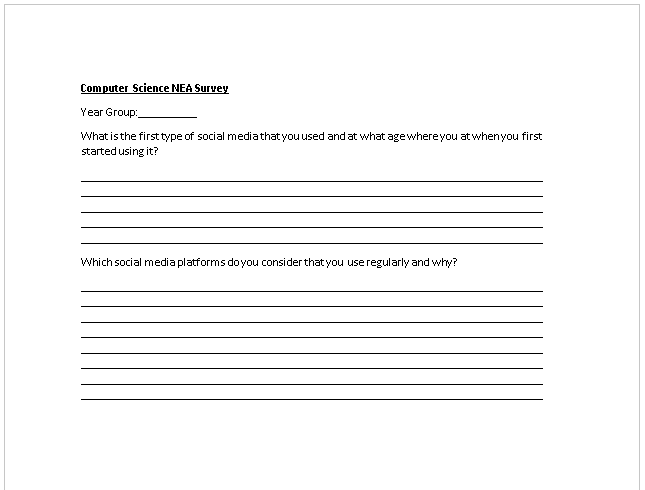 Computer Science NEA Survey
Year Group:__________
What is the first type of social media that you used and at what age where you at when you first
started using it?
Which social media platforms do you consider that you use regularly and why?